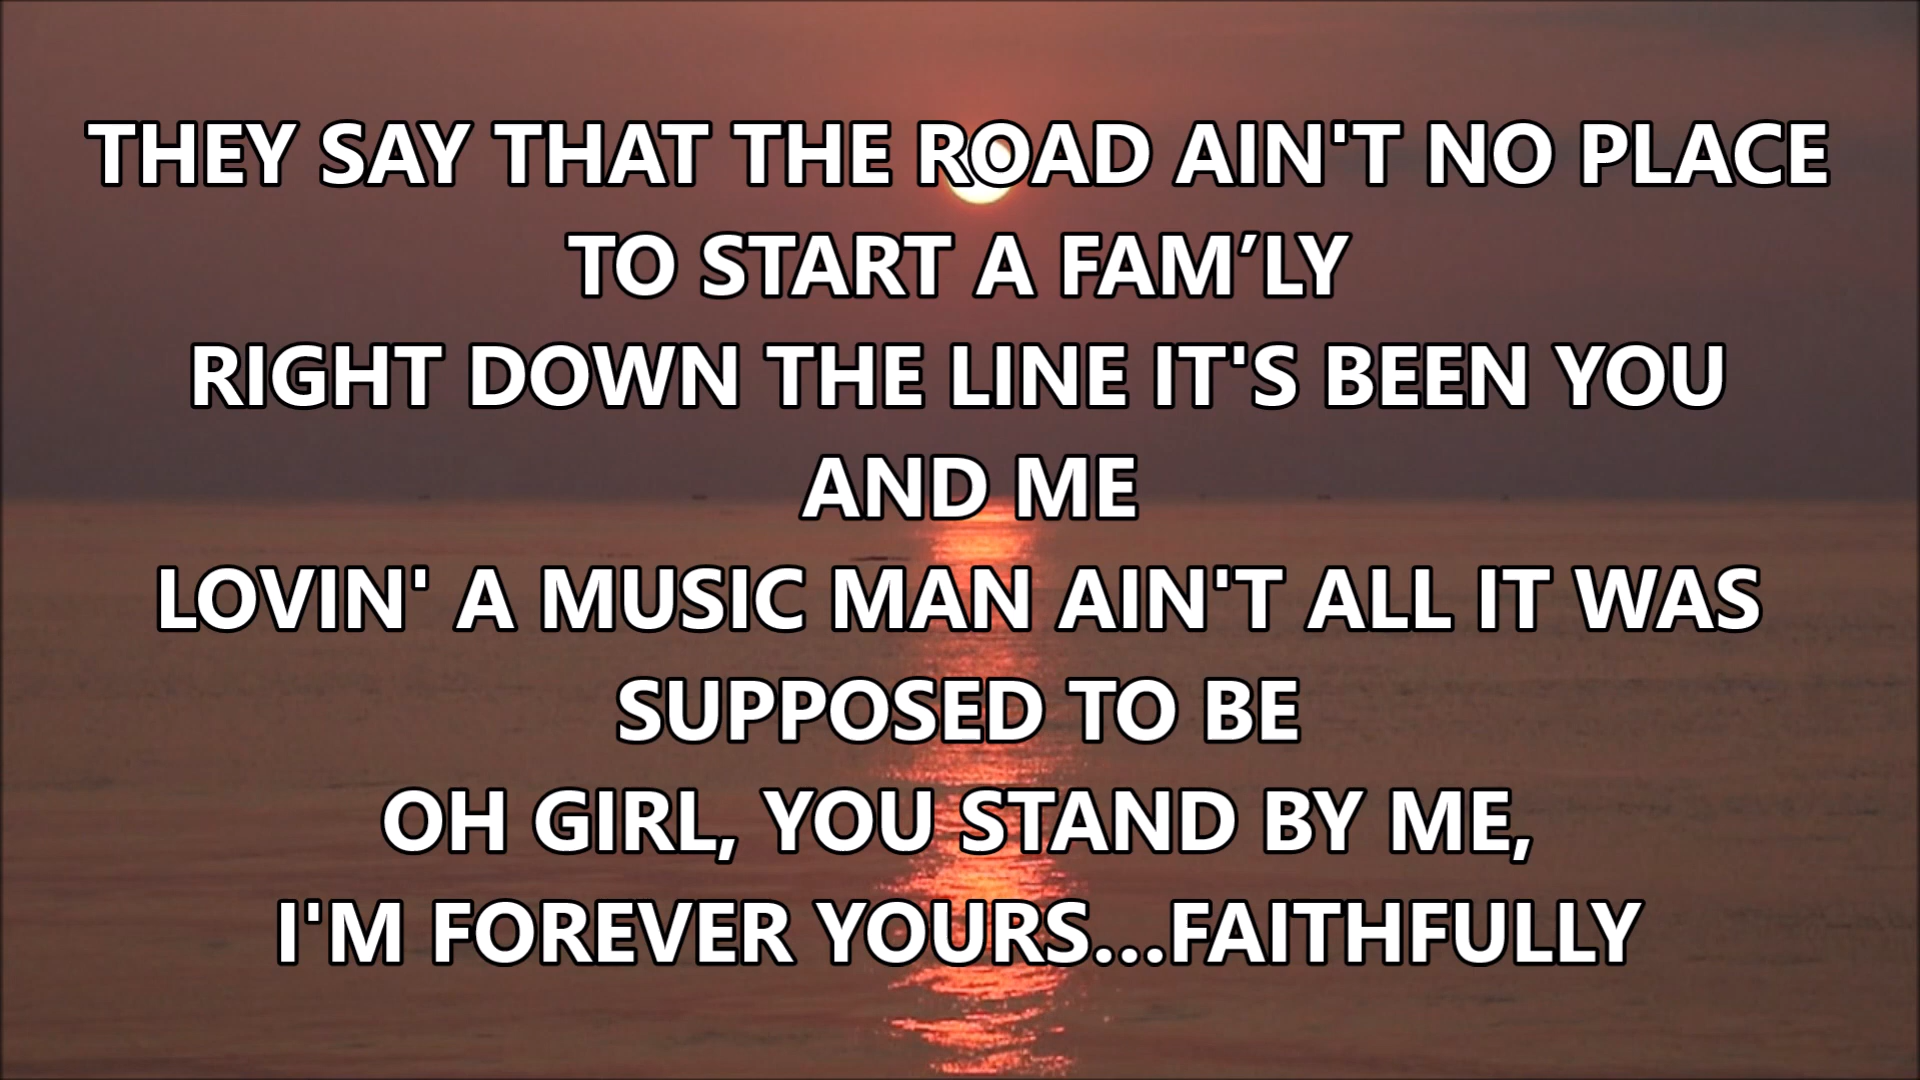 THEY SAY THAT THE ROAD AIN'T NO PLACE
TO START A FAM’LY
RIGHT DOWN THE LINE IT'S BEEN YOU
AND ME
LOVIN' A MUSIC MAN AIN'T ALL IT WAS
SUPPOSED TO BE
OH GIRL, YOU STAND BY ME,
I'M FOREVER YOURS...FAITHFULLY